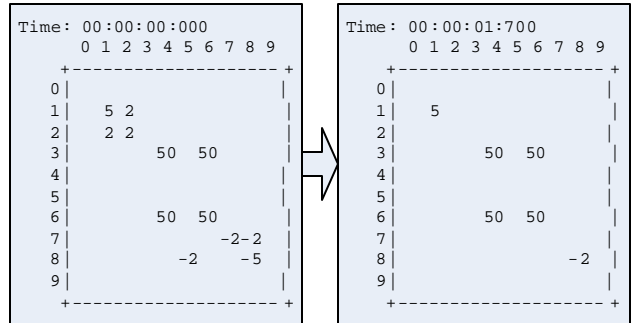 Time: 00:00:00:000
      0 1 2 3 4 5 6 7 8 9
    +--------------------- +
   0|                      |
   1|   5 2                |
   2|   2 2                |
   3|        50  50        |
   4|                      |
   5|                      |
   6|        50  50        |
   7|              -2-2    |
   8|          -2    -5    |
   9|                      |
    +--------------------- +
Time: 00:00:01:700
      0 1 2 3 4 5 6 7 8 9
    +--------------------- +
   0|                      |
   1|   5                  |
   2|                      |
   3|        50  50        |
   4|                      |
   5|                      |
   6|        50  50        |
   7|                      |
   8|                -2    |
   9|                      |
    +--------------------- +